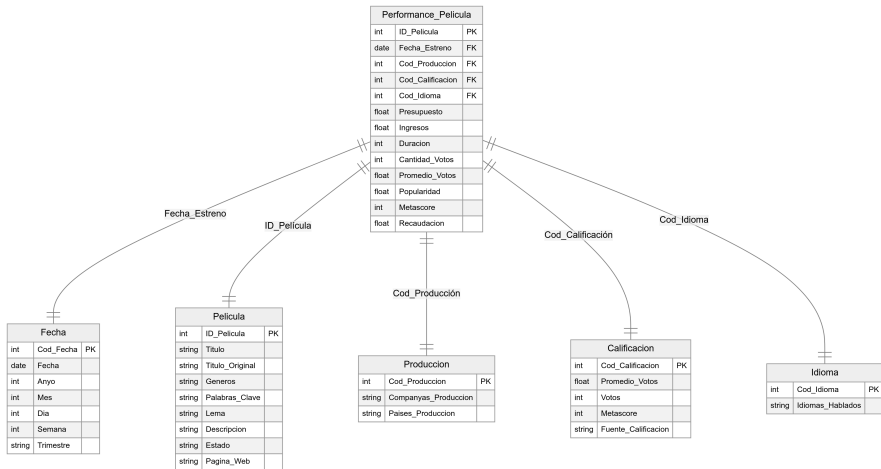 Performance_Pelicula
int ID_Pelicula PK
date Fecha_Estreno FK
int Cod_Produccion FK
int Cod_Calificacion FK
int Cod_Idioma FK
float Presupuesto
float Ingresos
int Duracion
int Cantidad_Votos
float Promedio_Votos
float Popularidad
int Metascore
float Recaudacion
Fecha_Estreno
ID_Película
Cod_Producción
Cod_Calificación
Cod_Idioma
Fecha
int Cod_Fecha PK
date Fecha
int Anyo
int Mes
int Dia
int Semana
string Trimestre
Pelicula
int ID_Pelicula PK
string Titulo
string Titulo_Original
string Generos
string Palabras_Clave
string Lema
string Descripcion
string Estado
string Pagina_Web
Produccion
int Cod_Produccion PK
string Companyas_Produccion
string Paises_Produccion
Calificacion
int Cod_Calificacion PK
float Promedio_Votos
int Votos
int Metascore
string Fuente_Calificacion
Idioma
int Cod_Idioma PK
string Idiomas_Hablados